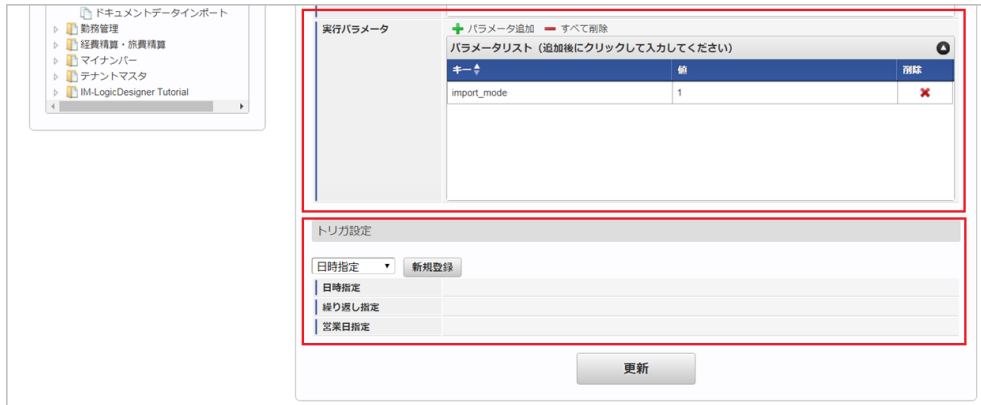 ドキュメントデータインポート
勤務管理
経費精算・旅費精算
マイナンバー
テナントマスタ
IM-LogicDesigner Tutorial
実行パラメータ
パラメータ追加 すべて削除
パラメータリスト（追加後にクリックして入力してください）
キー 値 削除
import_mode 1
トリガ設定
日時指定 新規登録
日時指定
繰り返し指定
営業日指定
更新